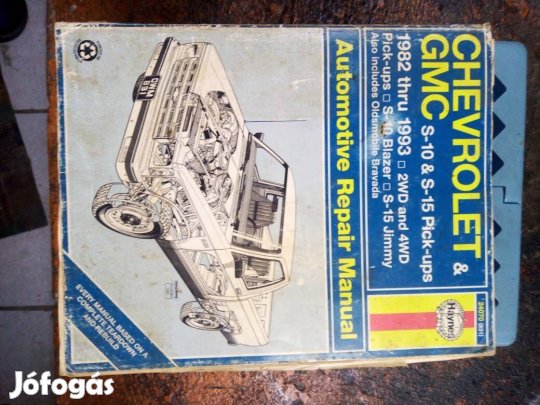 CHEVROLET &
GMC S-10 & S-15 Pick-ups
1982 thru 1993 □ 2WD and 4WD
Pick-ups □ S-10 Blazer □ S-15 Jimmy
Also includes Oldsmobile Bravada
Automotive Repair Manual
Haynes
EVERY MANUAL BASED ON A
COMPLETE TEARDOWN
AND REBUILD
Jófogás